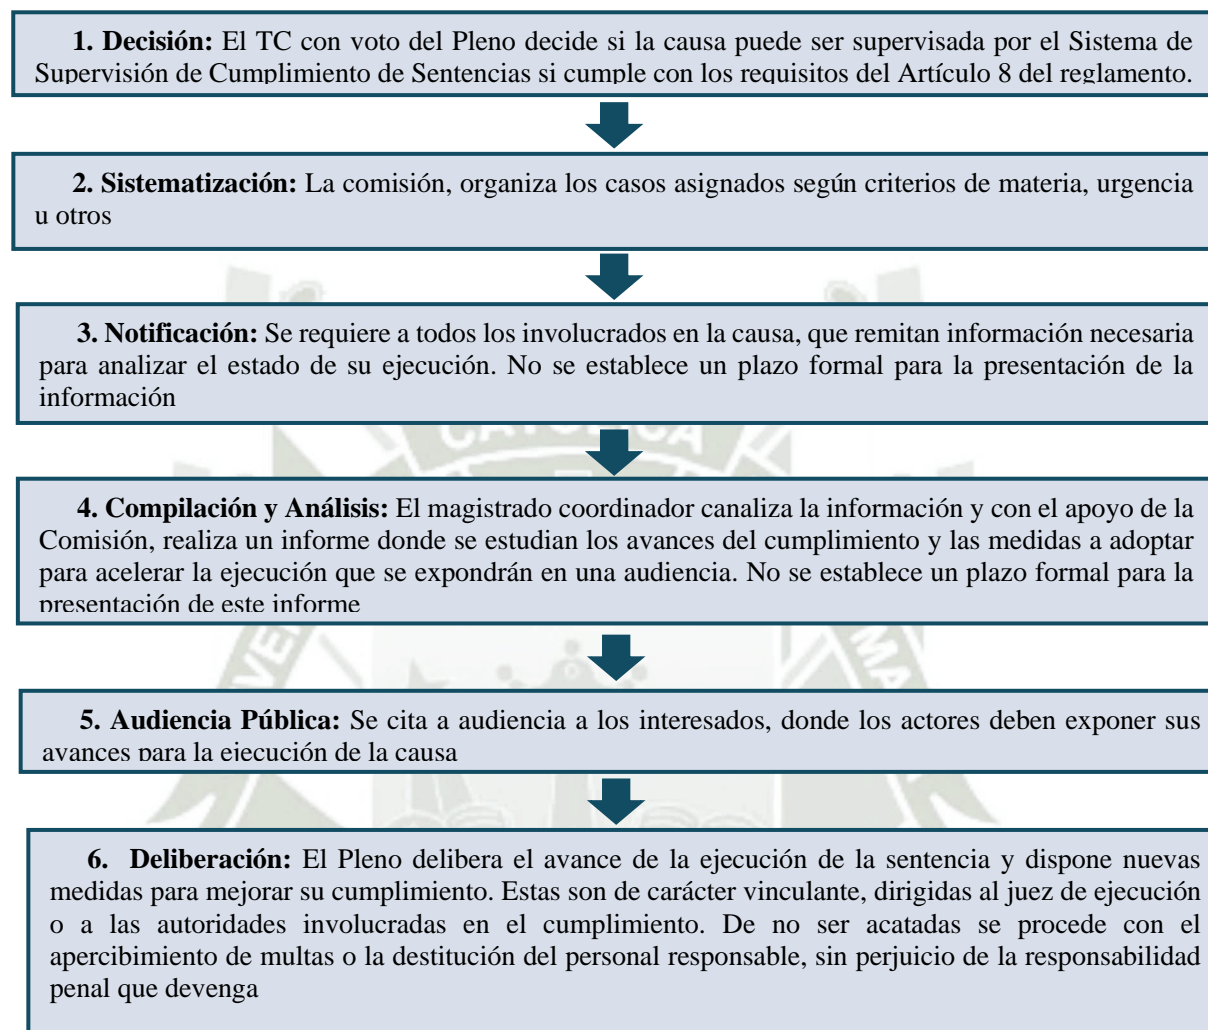 1. Decisión: El TC con voto del Pleno decide si la causa puede ser supervisada por el Sistema de
Supervisión de Cumplimiento de Sentencias si cumple con los requisitos del Artículo 8 del reglamento.
2. Sistematización: La comisión, organiza los casos asignados según criterios de materia, urgencia
u otros
3. Notificación: Se requiere a todos los involucrados en la causa, que remitan información necesaria
para analizar el estado de su ejecución. No se establece un plazo formal para la presentación de la
información
CATOLICA
4. Compilación y Análisis: El magistrado coordinador canaliza la información y con el apoyo de la
Comisión, realiza un informe donde se estudian los avances del cumplimiento y las medidas a adoptar
para acelerar la ejecución que se expondrán en una audiencia. No se establece un plazo formal para la
presentación de este informe
5. Audiencia Pública: Se cita a audiencia a los interesados, donde los actores deben exponer sus
avances para la ejecución de la causa
6. Deliberación: El Pleno delibera el avance de la ejecución de la sentencia y dispone nuevas
medidas para mejorar su cumplimiento. Estas son de carácter vinculante, dirigidas al juez de ejecución
o a las autoridades involucradas en el cumplimiento. De no ser acatadas se procede con el
apercibimiento de multas o la destitución del personal responsable, sin perjuicio de la responsabilidad
penal que devenga